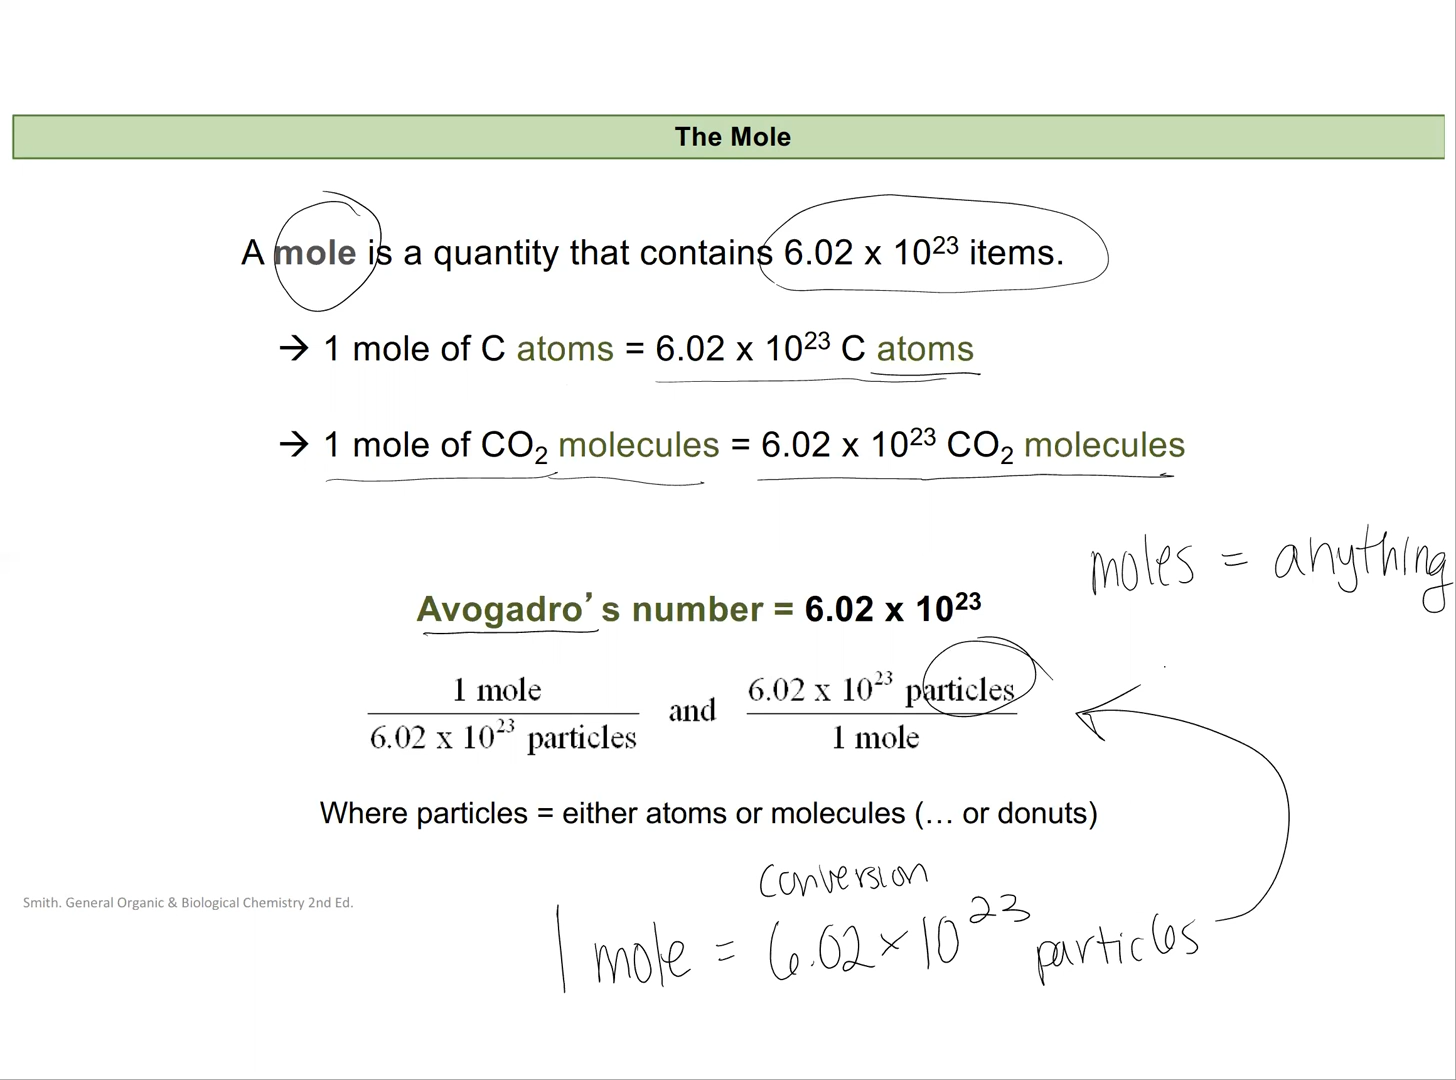 The Mole
A mole is a quantity that contains 6.02 x 10²³ items.
→ 1 mole of C atoms = 6.02 x 10²³ C atoms
→ 1 mole of CO₂ molecules = 6.02 x 10²³ CO₂ molecules
moles = anything
Avogadro's number = 6.02 x 10²³
1 mole and 6.02 x 10²³ particles
6.02 x 10²³ particles 1 mole
Where particles = either atoms or molecules (… or donuts)
conversion
Smith. General Organic & Biological Chemistry 2nd Ed.
1 mole = 6.02 × 10²³ particles